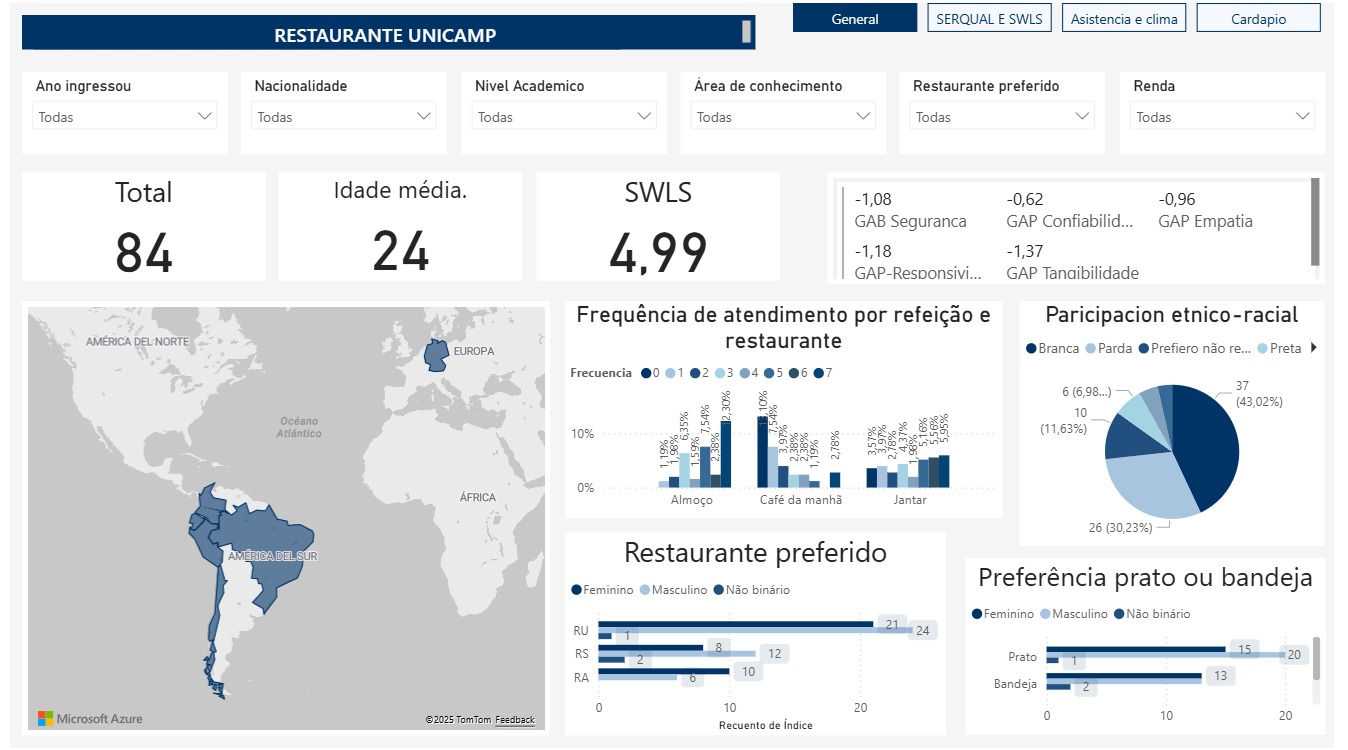 RESTAURANTE UNICAMP
General
SERQUAL E SWLS
Asistencia e clima
Cardapio
Ano ingressou
Todas
Nacionalidade
Todas
Nivel Academico
Todas
Área de conhecimento
Todas
Restaurante preferido
Todas
Renda
Todas
Total
84
Idade média.
24
SWLS
4,99
-1,08
GAB Seguranca
-0,62
GAP Confiabilid...
-0,96
GAP Empatia
-1,18
GAP-Responsivi...
-1,37
GAP Tangibilidade
AMÉRICA DEL NORTE
EUROPA
Océano
Atlántico
ÁFRICA
AMÉRICA DEL SUR
Microsoft Azure
©2025 TomTom Feedback
Frequência de atendimento por refeição e
restaurante
Frecuencia 0 1 2 3 4 5 6 7
10%
0%
1,19% 1,98% 6,35% 1,59% 7,54% 2,38% 12,30%
Almoço
7,54% 3,97% 2,38% 2,38% 1,19% 2,78%
Café da manhã
3,57% 3,97% 2,78% 4,37% 1,98% 5,16% 5,56% 5,95%
Jantar
Paricipacion etnico-racial
Branca Parda Prefiero não re... Preta
37
(43,02%)
6 (6,98...)
10
(11,63%)
26 (30,23%)
Restaurante preferido
Feminino Masculino Não binário
RU 21 24 1
RS 8 12 2
RA 10 6
0 10 20
Recuento de Índice
Preferência prato ou bandeja
Feminino Masculino Não binário
Prato 15 20 1
Bandeja 13 2
0 10 20